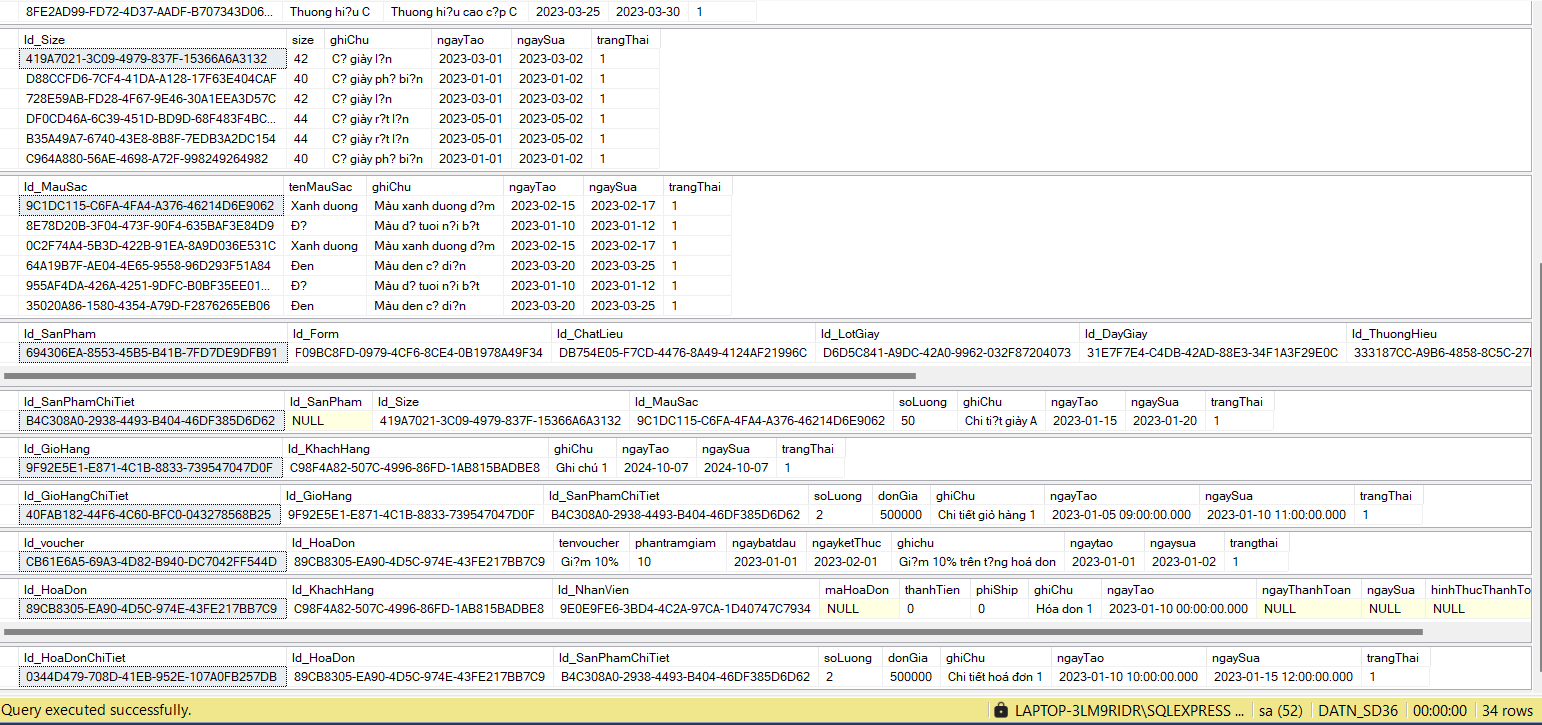 8FE2AD99-FD72-4D37-AADF-B707343D06... Thuong hi?u C Thuong hi?u cao c?p C 2023-03-25 2023-03-30 1
Id_Size size ghiChu ngayTao ngaySua trangThai
419A7021-3C09-4979-837F-15366A6A3132 42 C? giày l?n 2023-03-01 2023-03-02 1
D88CCFD6-7CF4-41DA-A128-17F63E404CAF 40 C? giày ph? bi?n 2023-01-01 2023-01-02 1
728E59AB-FD28-4F67-9E46-30A1EEA3D57C 42 C? giày l?n 2023-03-01 2023-03-02 1
DF0CD46A-6C39-451D-BD9D-68F483F4BC... 44 C? giày r?t l?n 2023-05-01 2023-05-02 1
B35A49A7-6740-43E8-8B8F-7EDB3A2DC154 44 C? giày r?t l?n 2023-05-01 2023-05-02 1
C964A880-56AE-4698-A72F-998249264982 40 C? giày ph? bi?n 2023-01-01 2023-01-02 1
Id_MauSac tenMauSac ghiChu ngayTao ngaySua trangThai
9C1DC115-C6FA-4FA4-A376-46214D6E9062 Xanh duong Màu xanh duong d?m 2023-02-15 2023-02-17 1
8E78D20B-3F04-473F-90F4-635BAF3E84D9 Đ? Màu d? tuoi n?i b?t 2023-01-10 2023-01-12 1
0C2F74A4-5B3D-422B-91EA-8A9D036E531C Xanh duong Màu xanh duong d?m 2023-02-15 2023-02-17 1
64A19B7F-AE04-4E65-9558-96D293F51A84 Đen Màu den c? di?n 2023-03-20 2023-03-25 1
955AF4DA-426A-4251-9DFC-B0BF35EE01... Đ? Màu d? tuoi n?i b?t 2023-01-10 2023-01-12 1
35020A86-1580-4354-A79D-F2876265EB06 Đen Màu den c? di?n 2023-03-20 2023-03-25 1
Id_SanPham Id_Form Id_ChatLieu Id_LotGiay Id_DayGiay Id_ThuongHieu
694306EA-8553-45B5-B41B-7FD7DE9DFB91 F09BC8FD-0979-4CF6-8CE4-0B1978A49F34 DB754E05-F7CD-4476-8A49-4124AF21996C D6D5C841-A9DC-42A0-9962-032F87204073 31E7F7E4-C4DB-42AD-88E3-34F1A3F29E0C 333187CC-A9B6-4858-8C5C-27
Id_SanPhamChiTiet Id_SanPham Id_Size Id_MauSac soLuong ghiChu ngayTao ngaySua trangThai
B4C308A0-2938-4493-B404-46DF385D6D62 NULL 419A7021-3C09-4979-837F-15366A6A3132 9C1DC115-C6FA-4FA4-A376-46214D6E9062 50 Chi ti?t giày A 2023-01-15 2023-01-20 1
Id_GioHang Id_KhachHang ghiChu ngayTao ngaySua trangThai
9F92E5E1-E871-4C1B-8833-739547047D0F C98F4A82-507C-4996-86FD-1AB815BADBE8 Ghi chú 1 2024-10-07 2024-10-07 1
Id_GioHangChiTiet Id_GioHang Id_SanPhamChiTiet soLuong donGia ghiChu ngayTao ngaySua trangThai
40FAB182-44F6-4C60-BFC0-043278568B25 9F92E5E1-E871-4C1B-8833-739547047D0F B4C308A0-2938-4493-B404-46DF385D6D62 2 500000 Chi tiết giỏ hàng 1 2023-01-05 09:00:00.000 2023-01-10 11:00:00.000 1
Id_voucher Id_HoaDon tenvoucher phantramgiam ngaybatdau ngayketThuc ghichu ngaytao ngaysua trangthai
CB61E6A5-69A3-4D82-B940-DC7042FF544D 89CB8305-EA90-4D5C-974E-43FE217BB7C9 Gi?m 10% 10 2023-01-01 2023-02-01 Gi?m 10% trên t?ng hoá don 2023-01-01 2023-01-02 1
Id_HoaDon Id_KhachHang Id_NhanVien maHoaDon thanhTien phiShip ghiChu ngayTao ngayThanhToan ngaySua hinhThucThanhTo
89CB8305-EA90-4D5C-974E-43FE217BB7C9 C98F4A82-507C-4996-86FD-1AB815BADBE8 9E0E9FE6-3BD4-4C2A-97CA-1D40747C7934 NULL 0 0 Hóa don 1 2023-01-10 00:00:00.000 NULL NULL NULL
Id_HoaDonChiTiet Id_HoaDon Id_SanPhamChiTiet soLuong donGia ghiChu ngayTao ngaySua trangThai
0344D479-708D-41EB-952E-107A0FB257DB 89CB8305-EA90-4D5C-974E-43FE217BB7C9 B4C308A0-2938-4493-B404-46DF385D6D62 2 500000 Chi tiết hoá đơn 1 2023-01-10 10:00:00.000 2023-01-15 12:00:00.000 1
Query executed successfully. LAPTOP-3LM9RIDR\SQLEXPRESS ... sa (52) DATN_SD36 00:00:00 34 rows